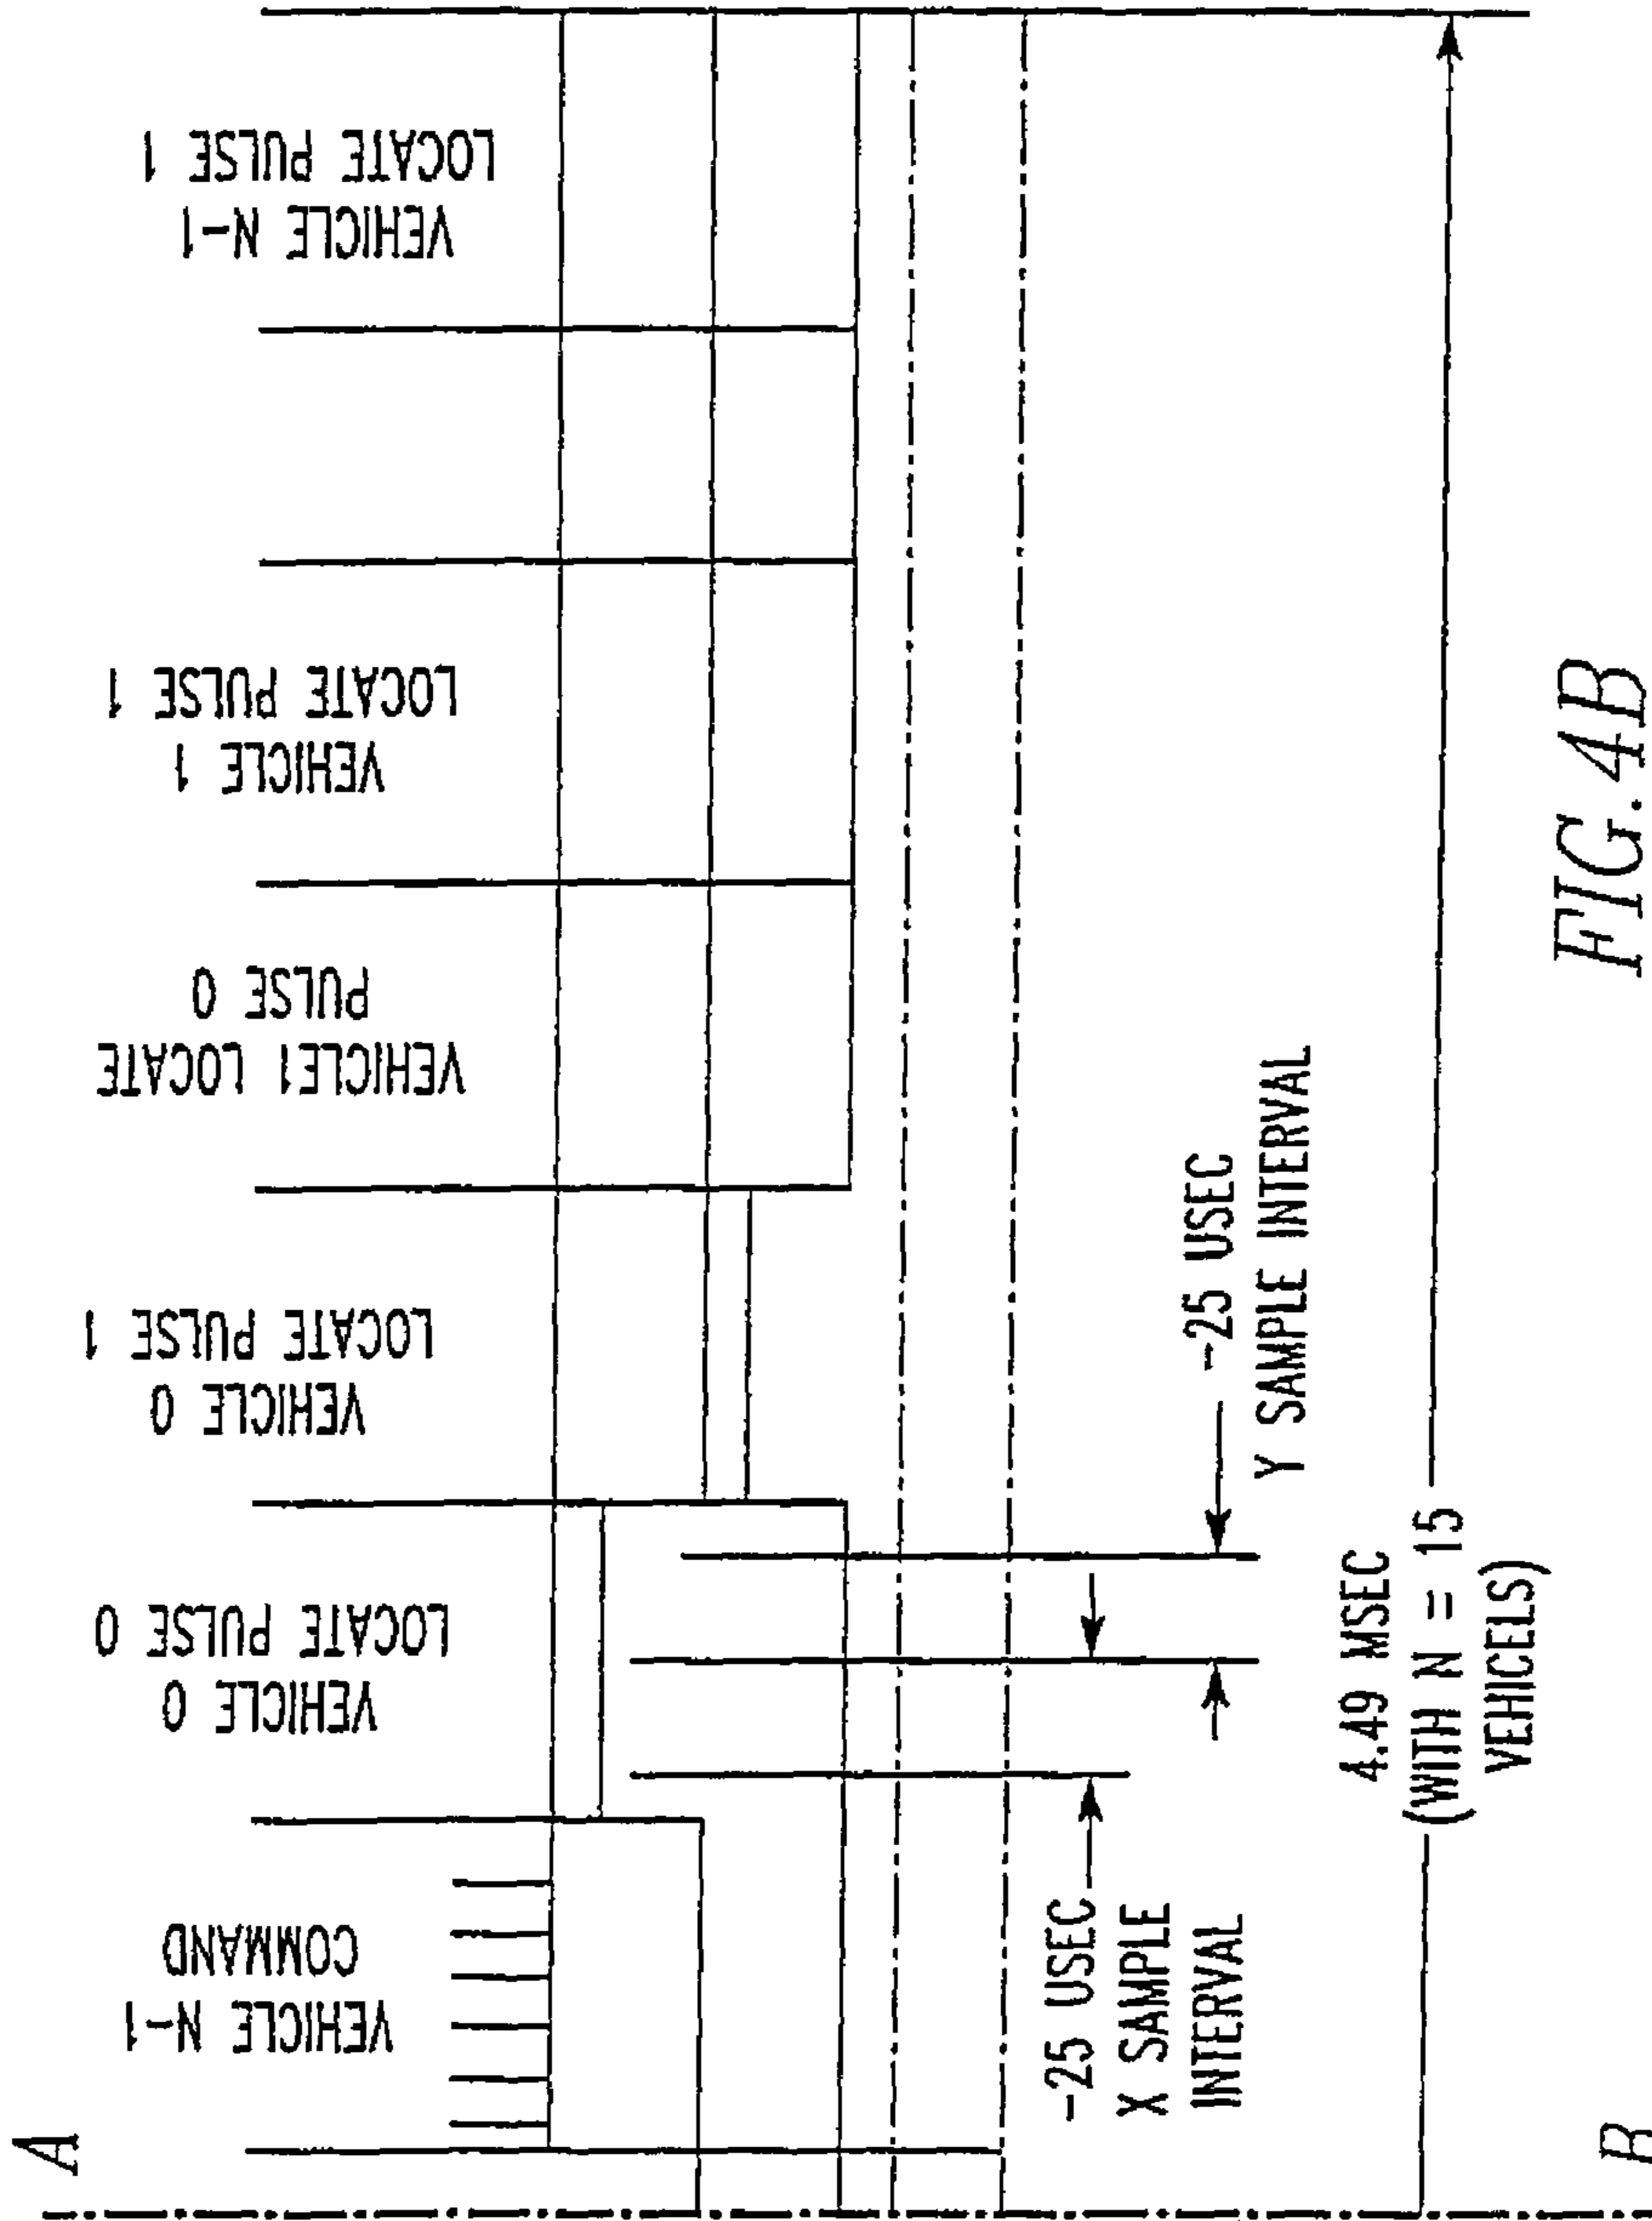 A
VEHICLE N-1
COMMAND
VEHICLE 0
LOCATE PULSE 0
VEHICLE 0
LOCATE PULSE 1
VEHICLE1 LOCATE
PULSE 0
VEHICLE 1
LOCATE PULSE 1
VEHICLE N-1
LOCATE PULSE 1
-25 USEC
X SAMPLE
INTERVAL
-25 USEC
Y SAMPLE INTERVAL
4.49 MSEC
(WITH N = 15
VEHICELS)
B
FIG.4B